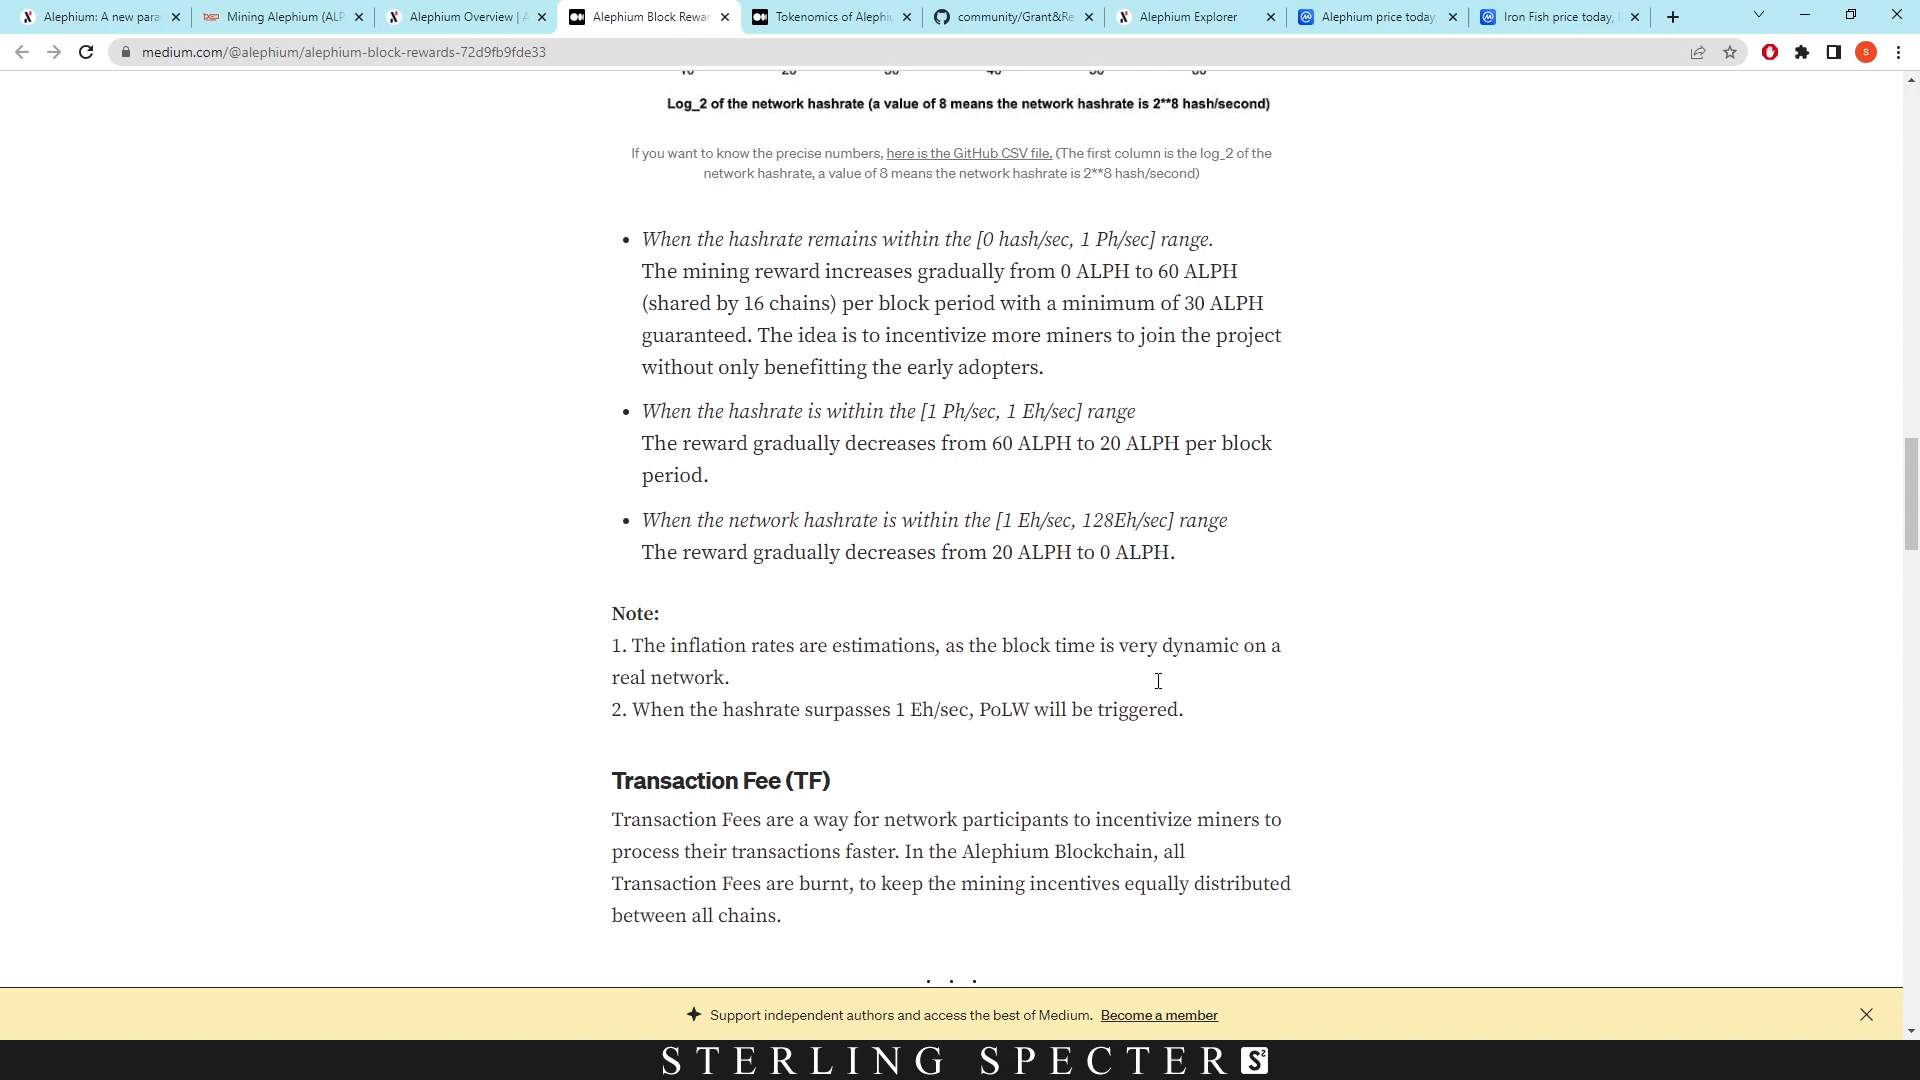 Alephium: A new para
Mining Alephium (ALP
Alephium Overview | A
Alephium Block Rewar
Tokenomics of Alephi
community/Grant&Re
Alephium Explorer
Alephium price today,
Iron Fish price today,
medium.com/@alephium/alephium-block-rewards-72d9fb9fde33
S
Log_2 of the network hashrate (a value of 8 means the network hashrate is 2**8 hash/second)
If you want to know the precise numbers, here is the GitHub CSV file. (The first column is the log_2 of the
network hashrate, a value of 8 means the network hashrate is 2**8 hash/second)
• When the hashrate remains within the [0 hash/sec, 1 Ph/sec] range.
The mining reward increases gradually from 0 ALPH to 60 ALPH
(shared by 16 chains) per block period with a minimum of 30 ALPH
guaranteed. The idea is to incentivize more miners to join the project
without only benefitting the early adopters.
• When the hashrate is within the [1 Ph/sec, 1 Eh/sec] range
The reward gradually decreases from 60 ALPH to 20 ALPH per block
period.
• When the network hashrate is within the [1 Eh/sec, 128Eh/sec] range
The reward gradually decreases from 20 ALPH to 0 ALPH.
Note:
1. The inflation rates are estimations, as the block time is very dynamic on a
real network.
2. When the hashrate surpasses 1 Eh/sec, PoLW will be triggered.
Transaction Fee (TF)
Transaction Fees are a way for network participants to incentivize miners to
process their transactions faster. In the Alephium Blockchain, all
Transaction Fees are burnt, to keep the mining incentives equally distributed
between all chains.
. . .
Support independent authors and access the best of Medium. Become a member
STERLING SPECTER S²